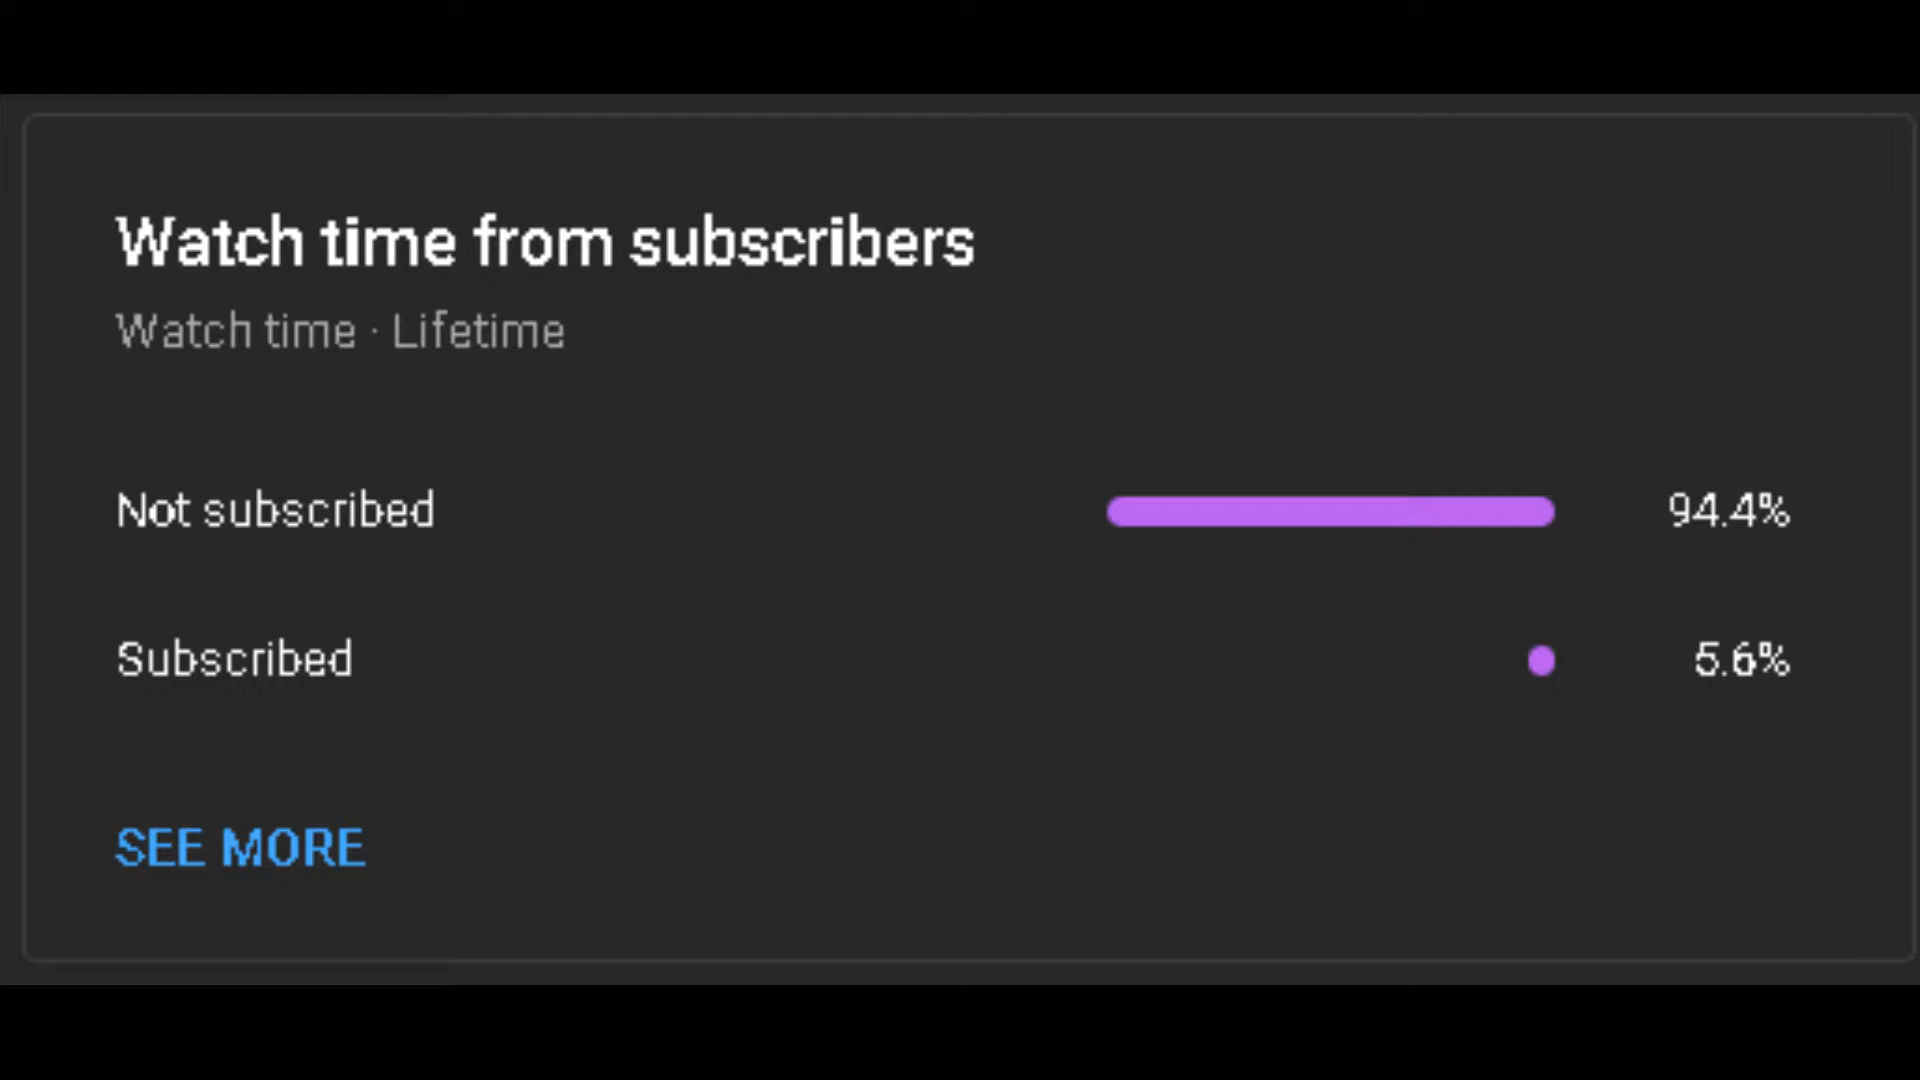 Watch time from subscribers
Watch time · Lifetime
Not subscribed 94.4%
Subscribed 5.6%
SEE MORE